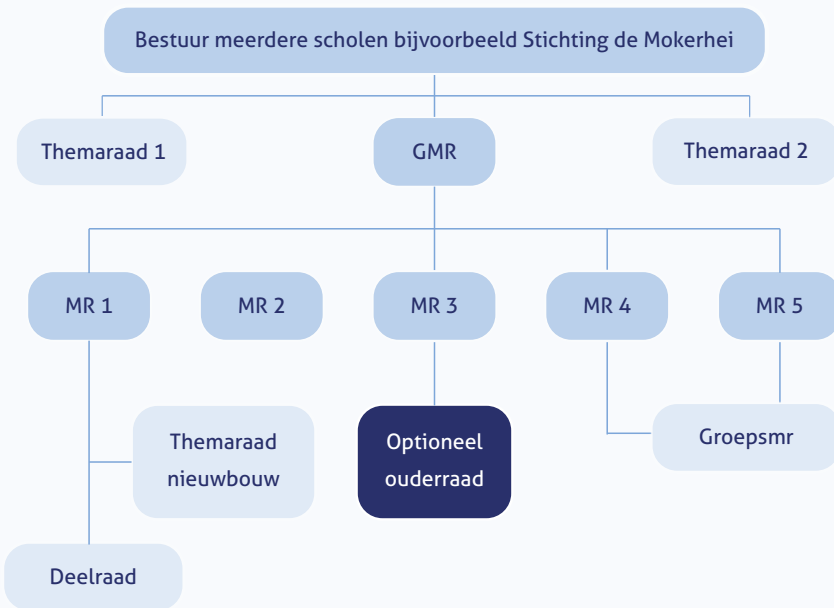 Bestuur meerdere scholen bijvoorbeeld Stichting de Mokerhei
Themaraad 1
GMR
Themaraad 2
MR 1
MR 2
MR 3
MR 4
MR 5
Themaraad
nieuwbouw
Optioneel
ouderraad
Groepsmr
Deelraad